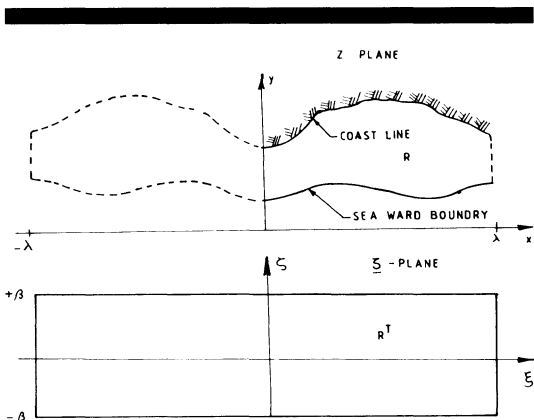 Z PLANE
y
COAST LINE
R
SEA WARD BOUNDRY
-λ
λ
x
ζ
ξ -PLANE
+β
R^T
ξ
-β